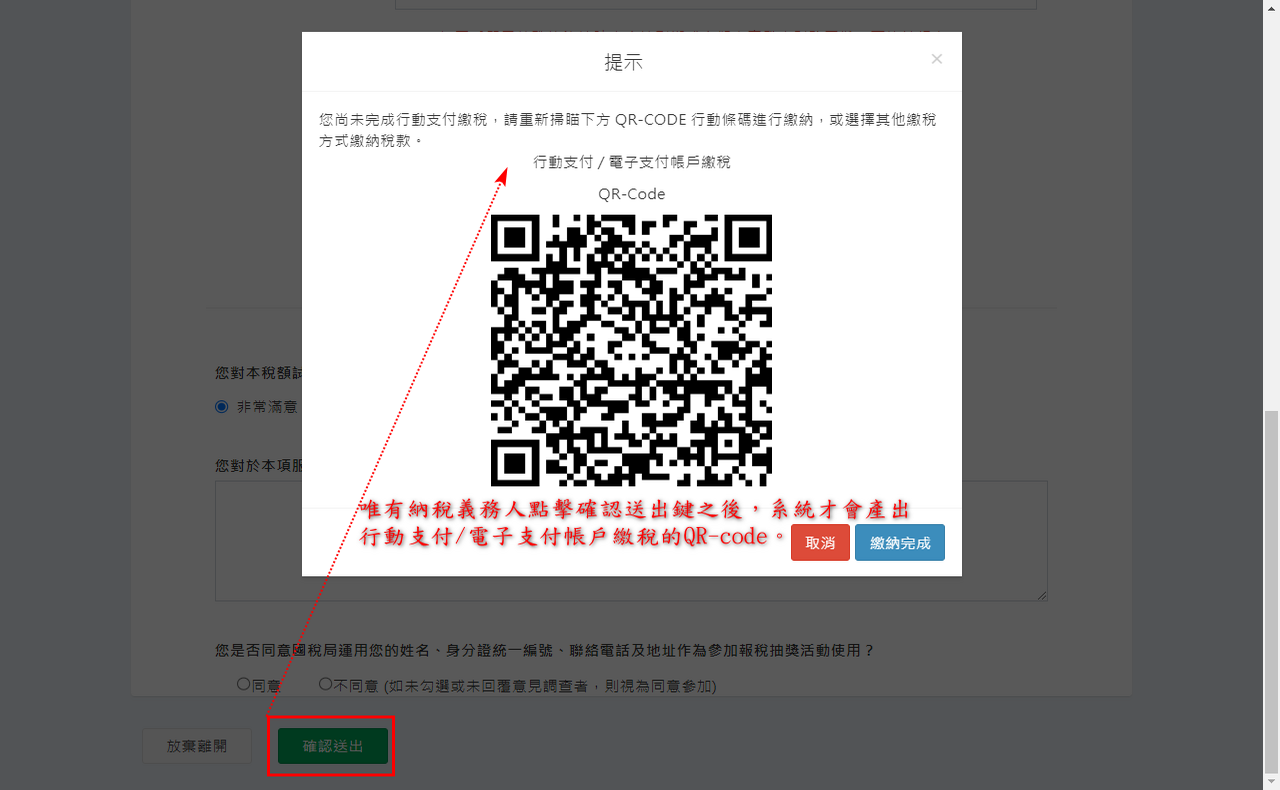 提示
×
您尚未完成行動支付繳稅，請重新掃瞄下方 QR-CODE 行動條碼進行繳納，或選擇其他繳稅
方式繳納稅款。
行動支付 / 電子支付帳戶繳稅
QR-Code
您對本稅額試
非常滿意
您對於本項服
唯有納稅義務人點擊確認送出鍵之後，系統才會產出
行動支付/電子支付帳戶繳稅的QR-code。
取消
繳納完成
您是否同意國稅局運用您的姓名、身分證統一編號、聯絡電話及地址作為參加報稅抽獎活動使用？
同意
不同意 (如未勾選或未回覆意見調查者，則視為同意參加)
放棄離開
確認送出